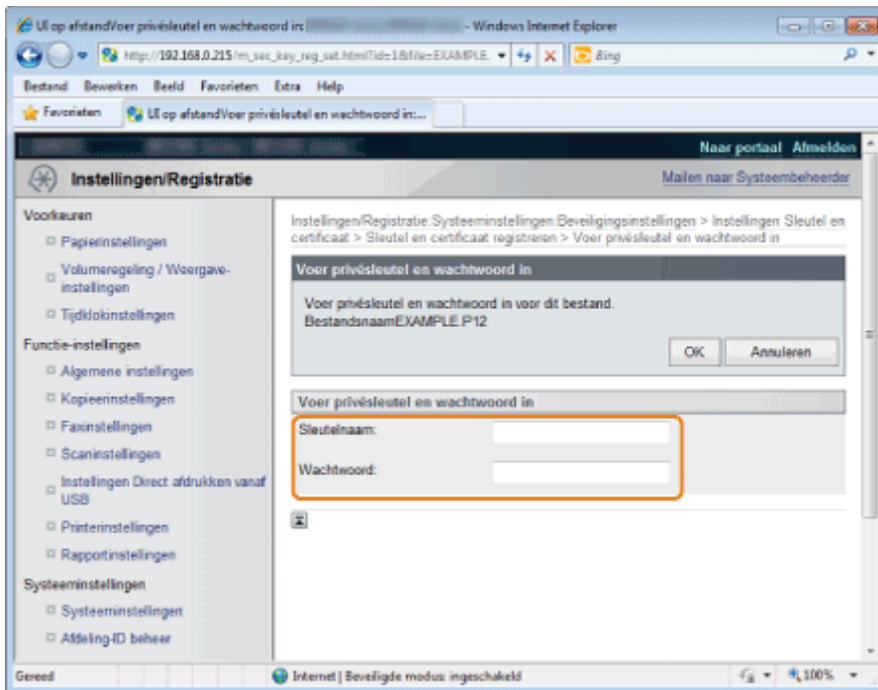 UI op afstandVoer privésleutel en wachtwoord in: - Windows Internet Explorer
http://192.168.0.215/m_sec_key_reg_set.html?id=1&file=EXAMPLE. Bing
Bestand Bewerken Beeld Favorieten Extra Help
Favorieten UI op afstandVoer privésleutel en wachtwoord in:...
Naar portaal Afmelden
Instellingen/Registratie Mailen naar Systeembeheerder
Voorkeuren
Papierinstellingen
Volumeregeling / Weergave-
instellingen
Tijdklokinstellingen
Functie-instellingen
Algemene instellingen
Kopieerinstellingen
Faxinstellingen
Scaninstellingen
Instellingen Direct afdrukken vanaf
USB
Printerinstellingen
Rapportinstellingen
Systeeminstellingen
Systeeminstellingen
Afdeling-ID beheer
Instellingen/Registratie:Systeeminstellingen:Beveiligingsinstellingen > Instellingen Sleutel en
certificaat > Sleutel en certificaat registreren > Voer privésleutel en wachtwoord in
Voer privésleutel en wachtwoord in
Voer privésleutel en wachtwoord in voor dit bestand.
BestandsnaamEXAMPLE.P12
OK Annuleren
Voer privésleutel en wachtwoord in
Sleutelnaam:
Wachtwoord:
Gereed Internet | Beveiligde modus: ingeschakeld 100%